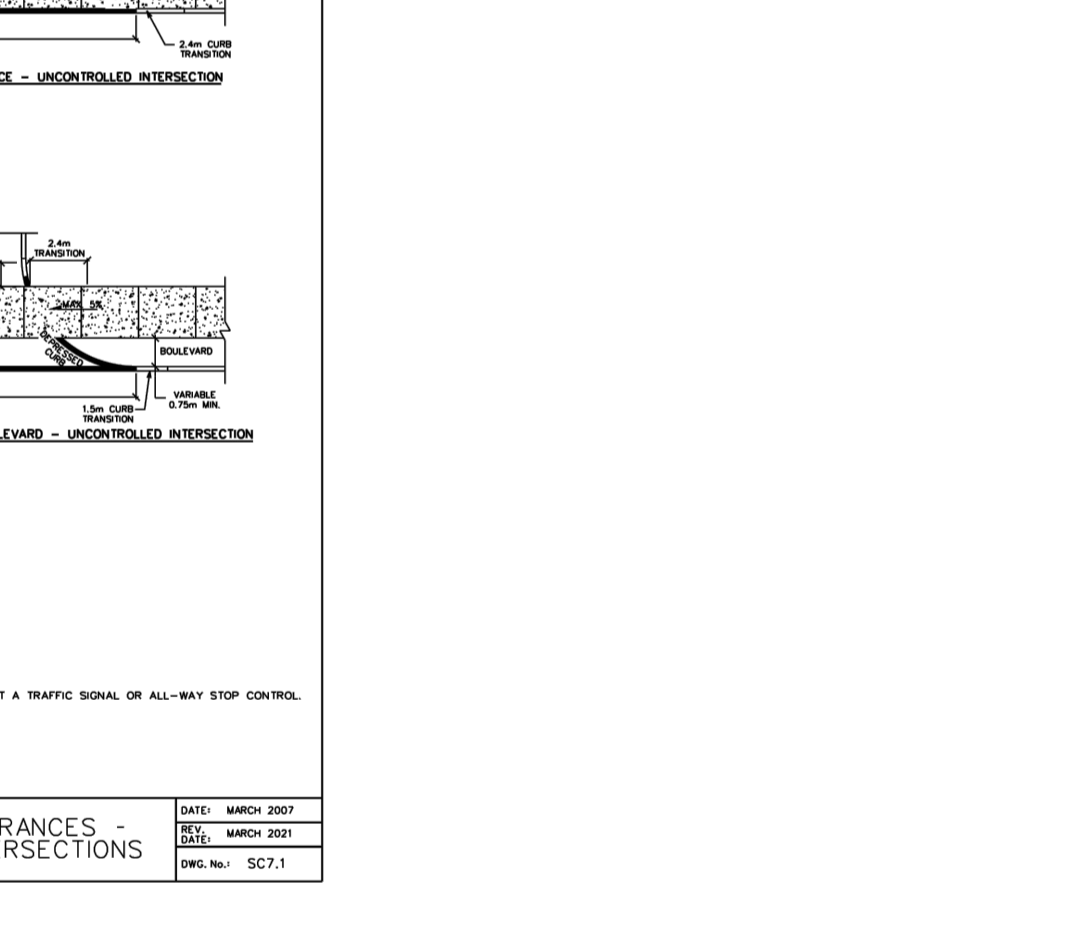 2.4m CURB
TRANSITION
CE - UNCONTROLLED INTERSECTION
2.4m
TRANSITION
MAX 5%
DEPRESSED
CURB
BOULEVARD
VARIABLE
0.75m MIN.
1.5m CURB
TRANSITION
LEVARD - UNCONTROLLED INTERSECTION
T A TRAFFIC SIGNAL OR ALL-WAY STOP CONTROL.
RANCES -
ERSECTIONS
DATE: MARCH 2007
REV.
DATE: MARCH 2021
DWG. No.: SC7.1